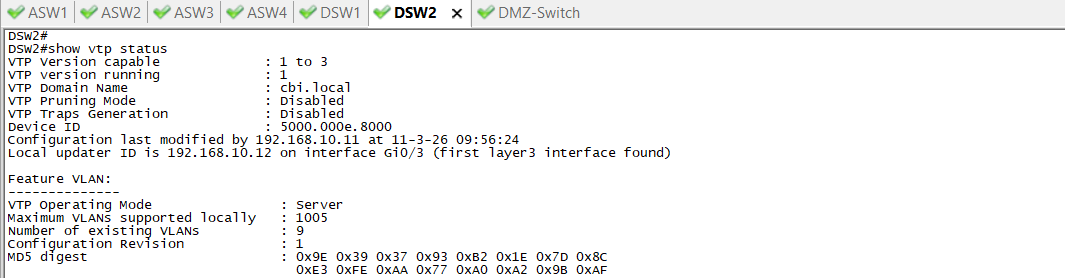 ASW1 ASW2 ASW3 ASW4 DSW1 DSW2 × DMZ-Switch
DSW2#
DSW2#show vtp status
VTP Version capable : 1 to 3
VTP version running : 1
VTP Domain Name : cbi.local
VTP Pruning Mode : Disabled
VTP Traps Generation : Disabled
Device ID : 5000.000e.8000
Configuration last modified by 192.168.10.11 at 11-3-26 09:56:24
Local updater ID is 192.168.10.12 on interface Gi0/3 (first layer3 interface found)
Feature VLAN:
--------------
VTP Operating Mode : Server
Maximum VLANs supported locally : 1005
Number of existing VLANs : 9
Configuration Revision : 1
MD5 digest : 0x9E 0x39 0x37 0x93 0xB2 0x1E 0x7D 0x8C
0xE3 0xFE 0xAA 0x77 0xA0 0xA2 0x9B 0xAF